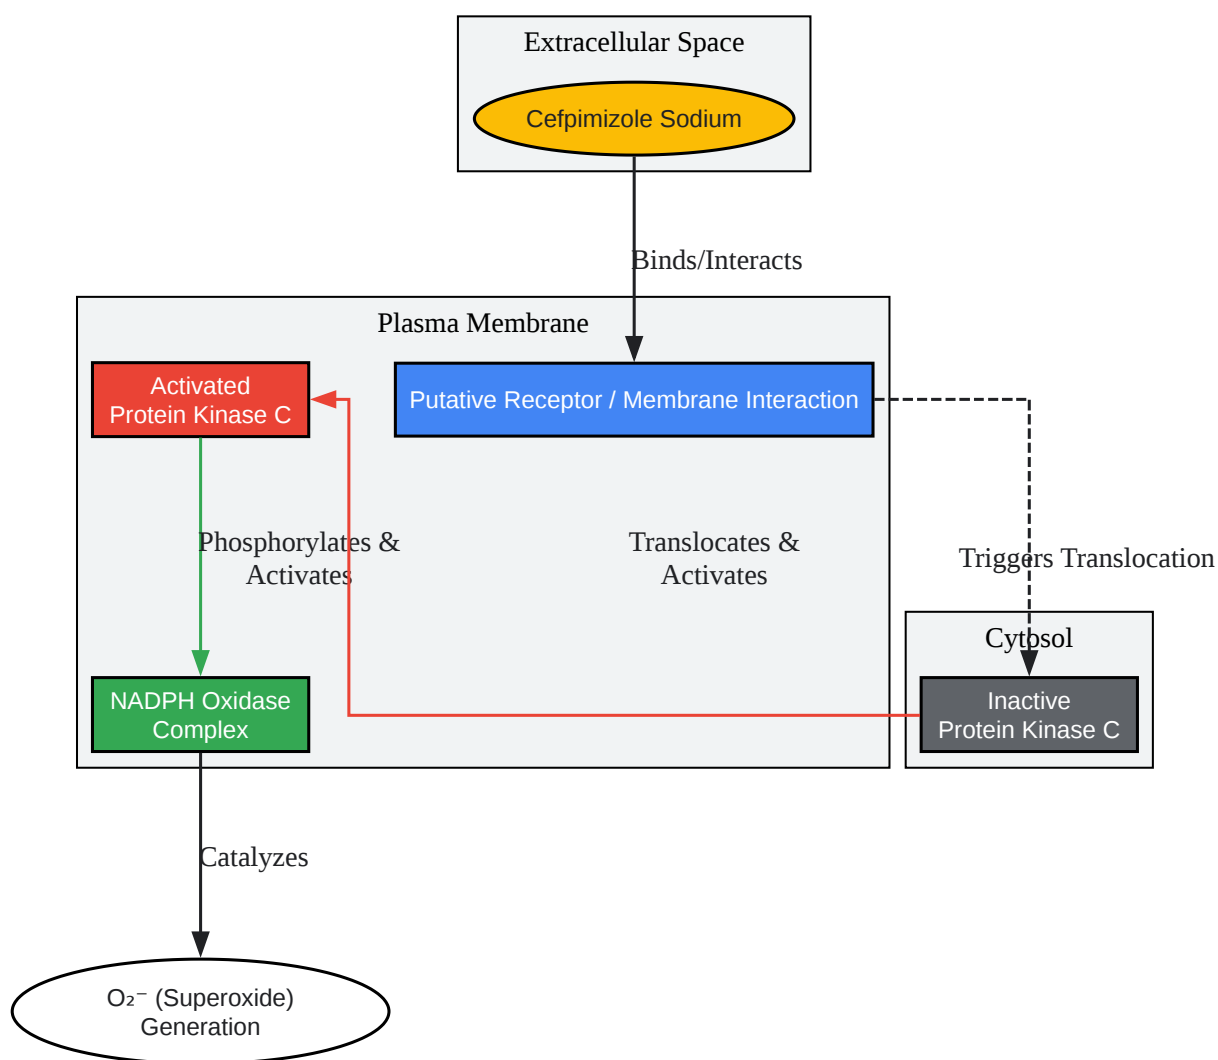 Extracellular Space
Cefpimizole Sodium
Binds/Interacts
Plasma Membrane
Activated
Protein Kinase C
Putative Receptor / Membrane Interaction
Phosphorylates &
Activates
Translocates &
Activates
Triggers Translocation
Cytosol
NADPH Oxidase
Complex
Inactive
Protein Kinase C
Catalyzes
O₂⁻ (Superoxide)
Generation